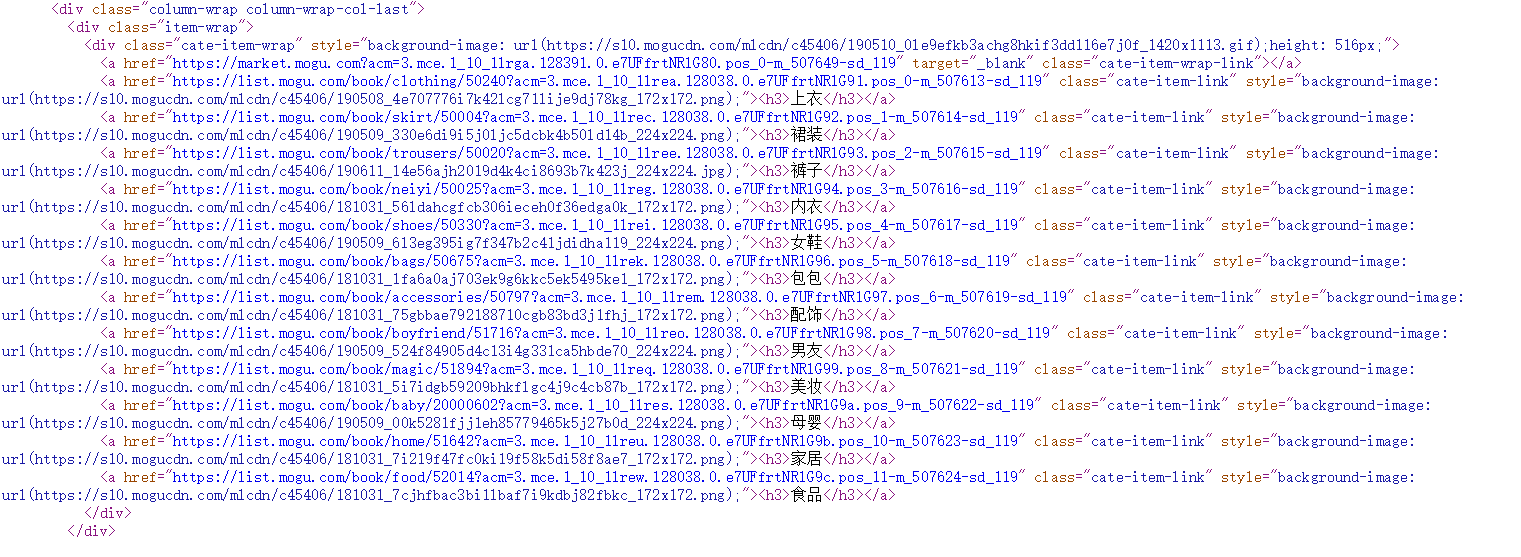 <div class="column-wrap column-wrap-col-last">
<div class="item-wrap">
<div class="cate-item-wrap" style="background-image: url(https://s10.mogucdn.com/mlcdn/c45406/190510_01e9efkb3achg8hkif3dd116e7j0f_1420x1113.gif);height: 516px;">
<a href="https://market.mogu.com?acm=3.mce.1_10_1lrga.128391.0.e7UFfrtNR1G80.pos_0-m_507649-sd_119" target="_blank" class="cate-item-wrap-link"></a>
<a href="https://list.mogu.com/book/clothing/50240?acm=3.mce.1_10_1lrea.128038.0.e7UFfrtNR1G91.pos_0-m_507613-sd_119" class="cate-item-link" style="background-image:
url(https://s10.mogucdn.com/mlcdn/c45406/190508_4e707776i7k42lcg711ije9dj78kg_172x172.png);"><h3>上衣</h3></a>
<a href="https://list.mogu.com/book/skirt/50004?acm=3.mce.1_10_1lrec.128038.0.e7UFfrtNR1G92.pos_1-m_507614-sd_119" class="cate-item-link" style="background-image:
url(https://s10.mogucdn.com/mlcdn/c45406/190509_330e6di9i5j01jc5dcbk4b501d14b_224x224.png);"><h3>裙装</h3></a>
<a href="https://list.mogu.com/book/trousers/50020?acm=3.mce.1_10_1lree.128038.0.e7UFfrtNR1G93.pos_2-m_507615-sd_119" class="cate-item-link" style="background-image:
url(https://s10.mogucdn.com/mlcdn/c45406/190611_14e56ajh2019d4k4ci8693b7k423j_224x224.jpg);"><h3>裤子</h3></a>
<a href="https://list.mogu.com/book/neiyi/50025?acm=3.mce.1_10_1lreg.128038.0.e7UFfrtNR1G94.pos_3-m_507616-sd_119" class="cate-item-link" style="background-image:
url(https://s10.mogucdn.com/mlcdn/c45406/181031_561dahcgfcb306ieceh0f36edga0k_172x172.png);"><h3>内衣</h3></a>
<a href="https://list.mogu.com/book/shoes/50330?acm=3.mce.1_10_1lrei.128038.0.e7UFfrtNR1G95.pos_4-m_507617-sd_119" class="cate-item-link" style="background-image:
url(https://s10.mogucdn.com/mlcdn/c45406/190509_613eg395ig7f347b2c41jdidha119_224x224.png);"><h3>女鞋</h3></a>
<a href="https://list.mogu.com/book/bags/50675?acm=3.mce.1_10_1lrek.128038.0.e7UFfrtNR1G96.pos_5-m_507618-sd_119" class="cate-item-link" style="background-image:
url(https://s10.mogucdn.com/mlcdn/c45406/181031_1fa6a0aj703ek9g6kkc5ek5495kel_172x172.png);"><h3>包包</h3></a>
<a href="https://list.mogu.com/book/accessories/50797?acm=3.mce.1_10_1lrem.128038.0.e7UFfrtNR1G97.pos_6-m_507619-sd_119" class="cate-item-link" style="background-image:
url(https://s10.mogucdn.com/mlcdn/c45406/181031_75gbbae792188710cgb83bd3j1fhj_172x172.png);"><h3>配饰</h3></a>
<a href="https://list.mogu.com/book/boyfriend/51716?acm=3.mce.1_10_1lreo.128038.0.e7UFfrtNR1G98.pos_7-m_507620-sd_119" class="cate-item-link" style="background-image:
url(https://s10.mogucdn.com/mlcdn/c45406/190509_524f84905d4c13i4g331ca5hbde70_224x224.png);"><h3>男友</h3></a>
<a href="https://list.mogu.com/book/magic/51894?acm=3.mce.1_10_1lreq.128038.0.e7UFfrtNR1G99.pos_8-m_507621-sd_119" class="cate-item-link" style="background-image:
url(https://s10.mogucdn.com/mlcdn/c45406/181031_5i7idgb59209bhkf1gc4j9c4cb87b_172x172.png);"><h3>美妆</h3></a>
<a href="https://list.mogu.com/book/baby/20000602?acm=3.mce.1_10_1lres.128038.0.e7UFfrtNR1G9a.pos_9-m_507622-sd_119" class="cate-item-link" style="background-image:
url(https://s10.mogucdn.com/mlcdn/c45406/190509_00k528lfjj1eh85779465k5j27b0d_224x224.png);"><h3>母婴</h3></a>
<a href="https://list.mogu.com/book/home/51642?acm=3.mce.1_10_1lreu.128038.0.e7UFfrtNR1G9b.pos_10-m_507623-sd_119" class="cate-item-link" style="background-image:
url(https://s10.mogucdn.com/mlcdn/c45406/181031_7i219f47fc0ki19f58k5di58f8ae7_172x172.png);"><h3>家居</h3></a>
<a href="https://list.mogu.com/book/food/52014?acm=3.mce.1_10_1lrew.128038.0.e7UFfrtNR1G9c.pos_11-m_507624-sd_119" class="cate-item-link" style="background-image:
url(https://s10.mogucdn.com/mlcdn/c45406/181031_7cjhfbac3bi11baf7i9kdbj82fbkc_172x172.png);"><h3>食品</h3></a>
</div>
</div>